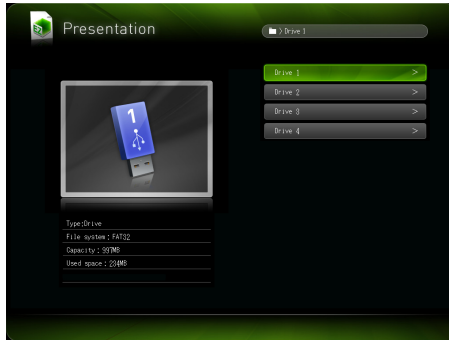 Presentation
> Drive 1
Drive 1 >
Drive 2 >
Drive 3 >
Drive 4 >
1
Type:Drive
File system : FAT32
Capacity : 997MB
Used space : 234MB